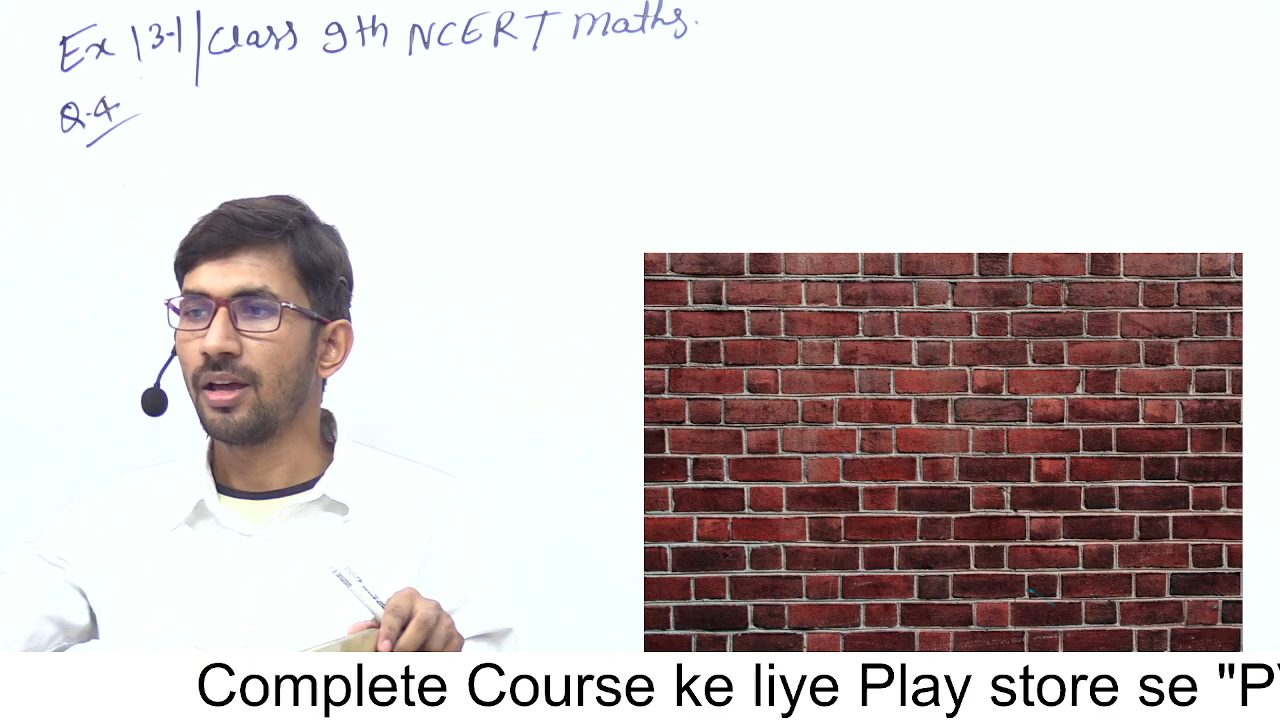 Ex 13.1 | Class 9th NCERT Maths.
Q.4
Complete Course ke liye Play store se "P